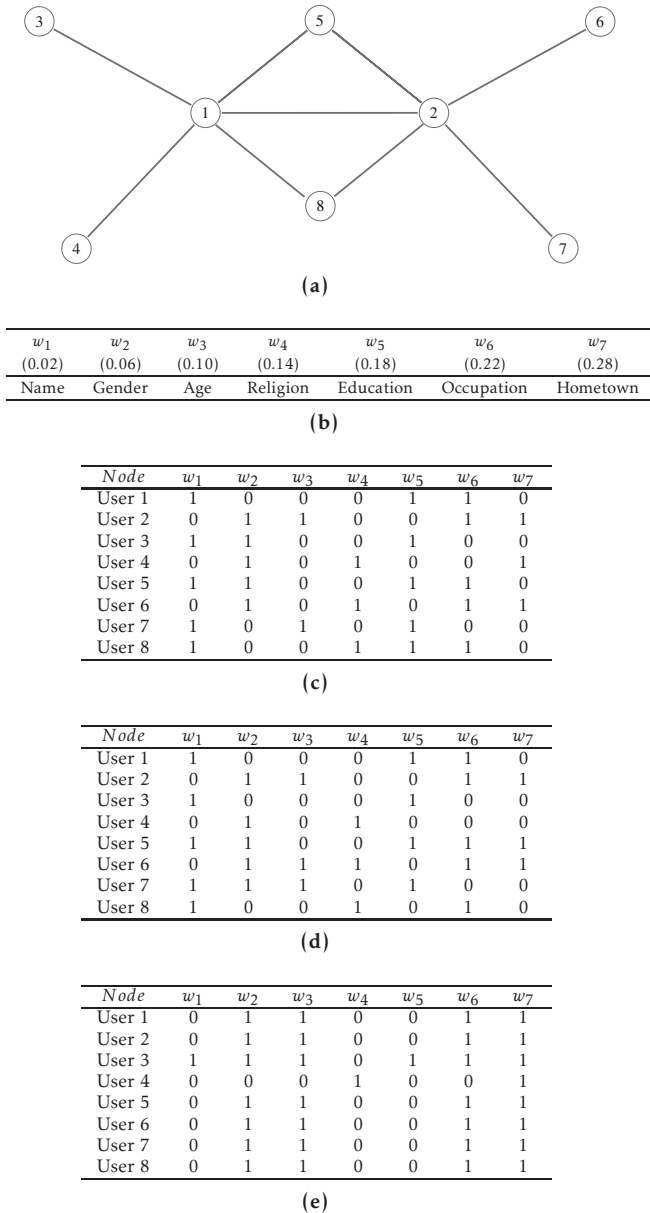 3 5 6
1 2
8
4 7
(a)
w1 w2 w3 w4 w5 w6 w7
(0.02) (0.06) (0.10) (0.14) (0.18) (0.22) (0.28)
Name Gender Age Religion Education Occupation Hometown
(b)
Node w1 w2 w3 w4 w5 w6 w7
User 1 1 0 0 0 1 1 0
User 2 0 1 1 0 0 1 1
User 3 1 1 0 0 1 0 0
User 4 0 1 0 1 0 0 1
User 5 1 1 0 0 1 1 0
User 6 0 1 0 1 0 1 1
User 7 1 0 1 0 1 0 0
User 8 1 0 0 1 1 1 0
(c)
Node w1 w2 w3 w4 w5 w6 w7
User 1 1 0 0 0 1 1 0
User 2 0 1 1 0 0 1 1
User 3 1 0 0 0 1 0 0
User 4 0 1 0 1 0 0 0
User 5 1 1 0 0 1 1 1
User 6 0 1 1 1 0 1 1
User 7 1 1 1 0 1 0 0
User 8 1 0 0 1 0 1 0
(d)
Node w1 w2 w3 w4 w5 w6 w7
User 1 0 1 1 0 0 1 1
User 2 0 1 1 0 0 1 1
User 3 1 1 1 0 1 1 1
User 4 0 0 0 1 0 0 1
User 5 0 1 1 0 0 1 1
User 6 0 1 1 0 0 1 1
User 7 0 1 1 0 0 1 1
User 8 0 1 1 0 0 1 1
(e)